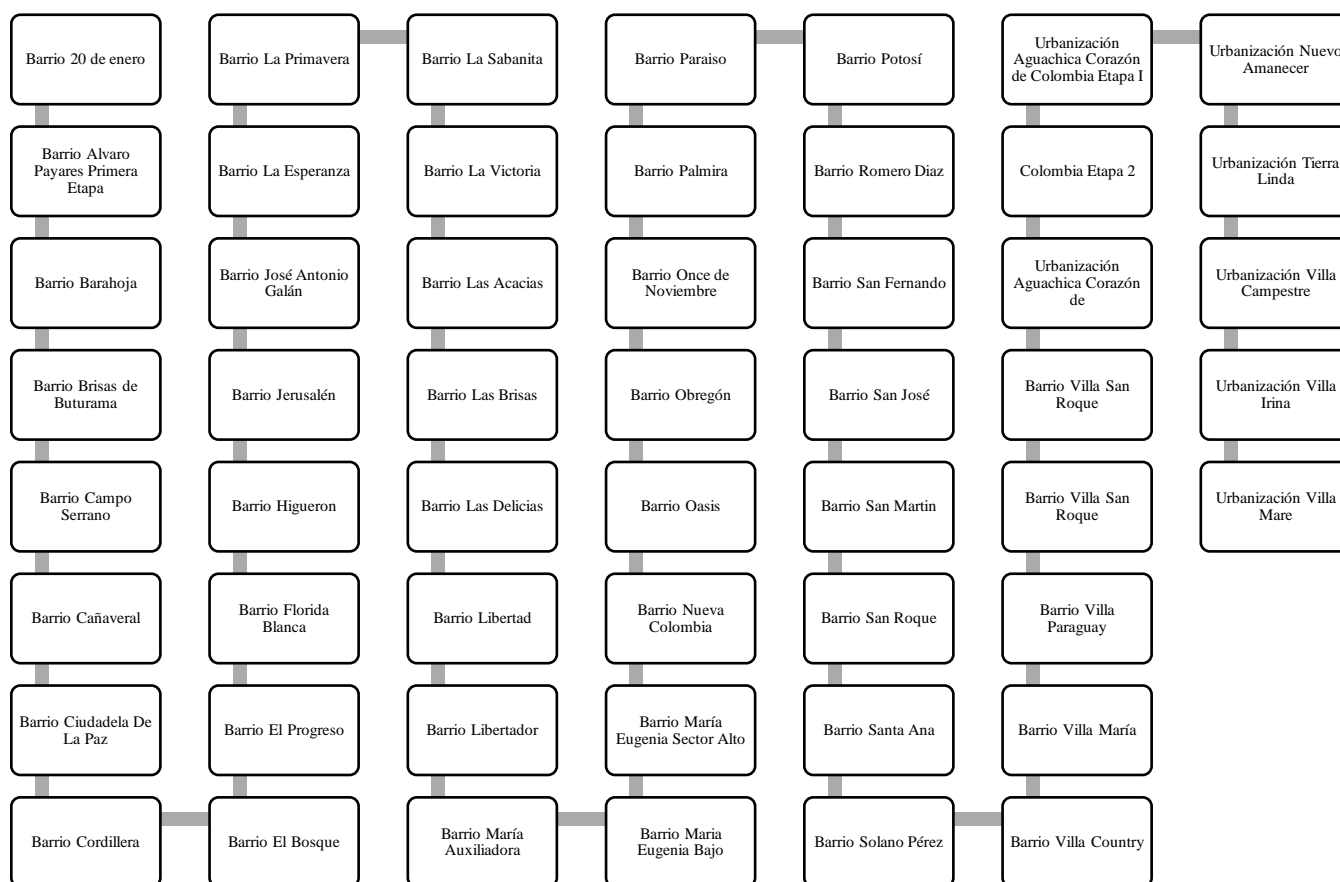 Barrio 20 de enero
Barrio Alvaro
Payares Primera
Etapa
Barrio Barahoja
Barrio Brisas de
Buturama
Barrio Campo
Serrano
Barrio Cañaveral
Barrio Ciudadela De
La Paz
Barrio Cordillera
Barrio El Bosque
Barrio El Progreso
Barrio Florida
Blanca
Barrio Higueron
Barrio Jerusalén
Barrio José Antonio
Galán
Barrio La Esperanza
Barrio La Primavera
Barrio La Sabanita
Barrio La Victoria
Barrio Las Acacias
Barrio Las Brisas
Barrio Las Delicias
Barrio Libertad
Barrio Libertador
Barrio María
Auxiliadora
Barrio Maria
Eugenia Bajo
Barrio María
Eugenia Sector Alto
Barrio Nueva
Colombia
Barrio Oasis
Barrio Obregón
Barrio Once de
Noviembre
Barrio Palmira
Barrio Paraiso
Barrio Potosí
Barrio Romero Diaz
Barrio San Fernando
Barrio San José
Barrio San Martin
Barrio San Roque
Barrio Santa Ana
Barrio Solano Pérez
Barrio Villa Country
Barrio Villa María
Barrio Villa
Paraguay
Barrio Villa San
Roque
Barrio Villa San
Roque
Urbanización
Aguachica Corazón
de
Colombia Etapa 2
Urbanización
Aguachica Corazón
de Colombia Etapa I
Urbanización Nuevo
Amanecer
Urbanización Tierra
Linda
Urbanización Villa
Campestre
Urbanización Villa
Irina
Urbanización Villa
Mare